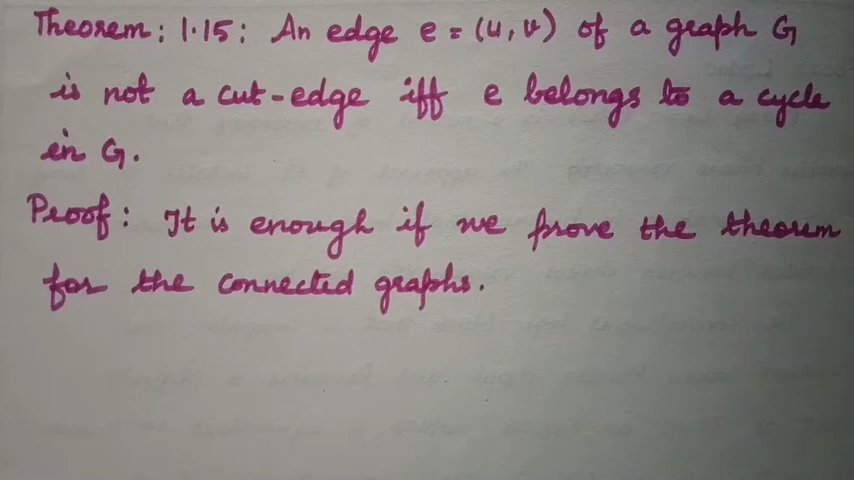 Theorem: 1.15: An edge e = (u, v) of a graph G
is not a cut-edge iff e belongs to a cycle
in G.
Proof: It is enough if we prove the theorem
for the connected graphs.